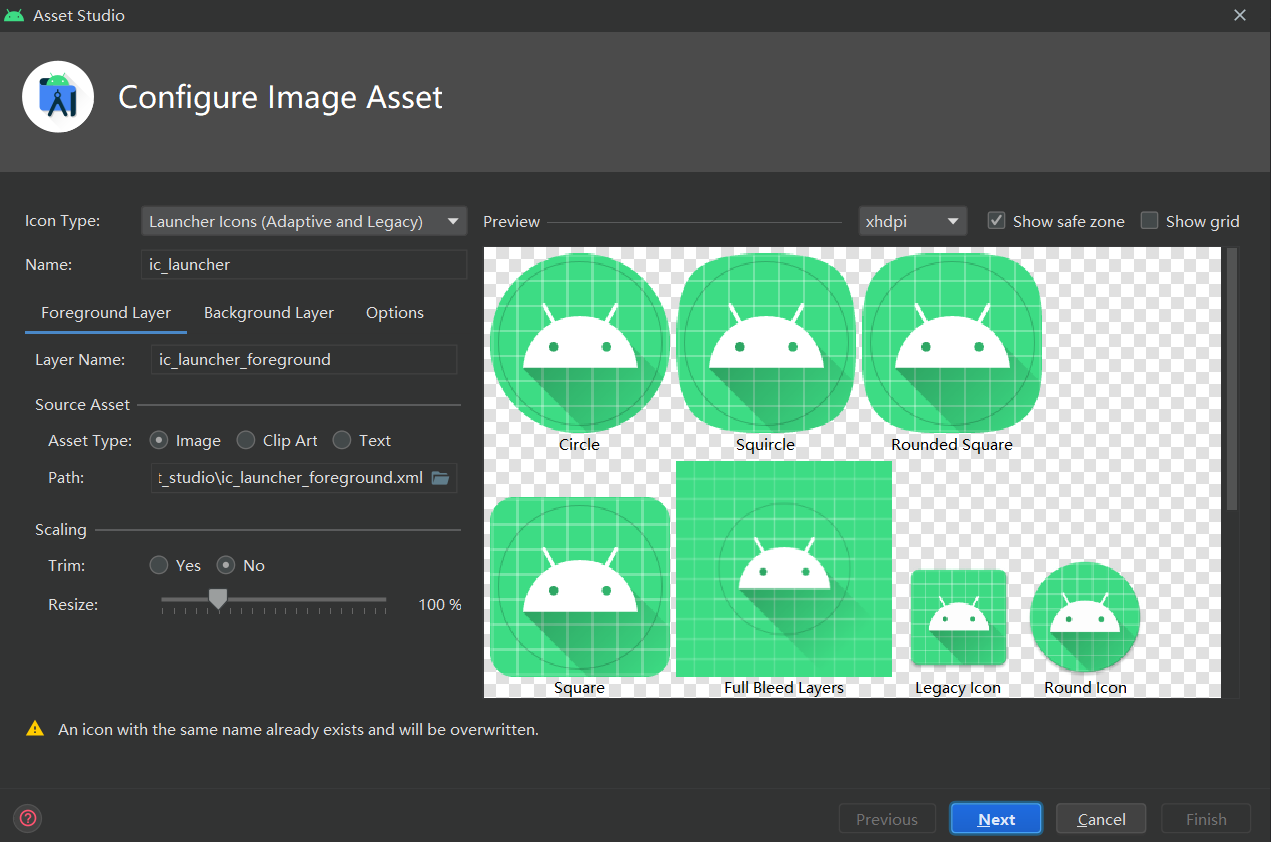 Asset Studio
Configure Image Asset
Icon Type:
Launcher Icons (Adaptive and Legacy)
Name:
ic_launcher
Foreground Layer
Background Layer
Options
Layer Name:
ic_launcher_foreground
Source Asset
Asset Type:
Image
Clip Art
Text
Path:
t_studio\ic_launcher_foreground.xml
Scaling
Trim:
Yes
No
Resize:
100 %
Preview
xhdpi
Show safe zone
Show grid
Circle
Squircle
Rounded Square
Square
Full Bleed Layers
Legacy Icon
Round Icon
An icon with the same name already exists and will be overwritten.
Previous
Next
Cancel
Finish